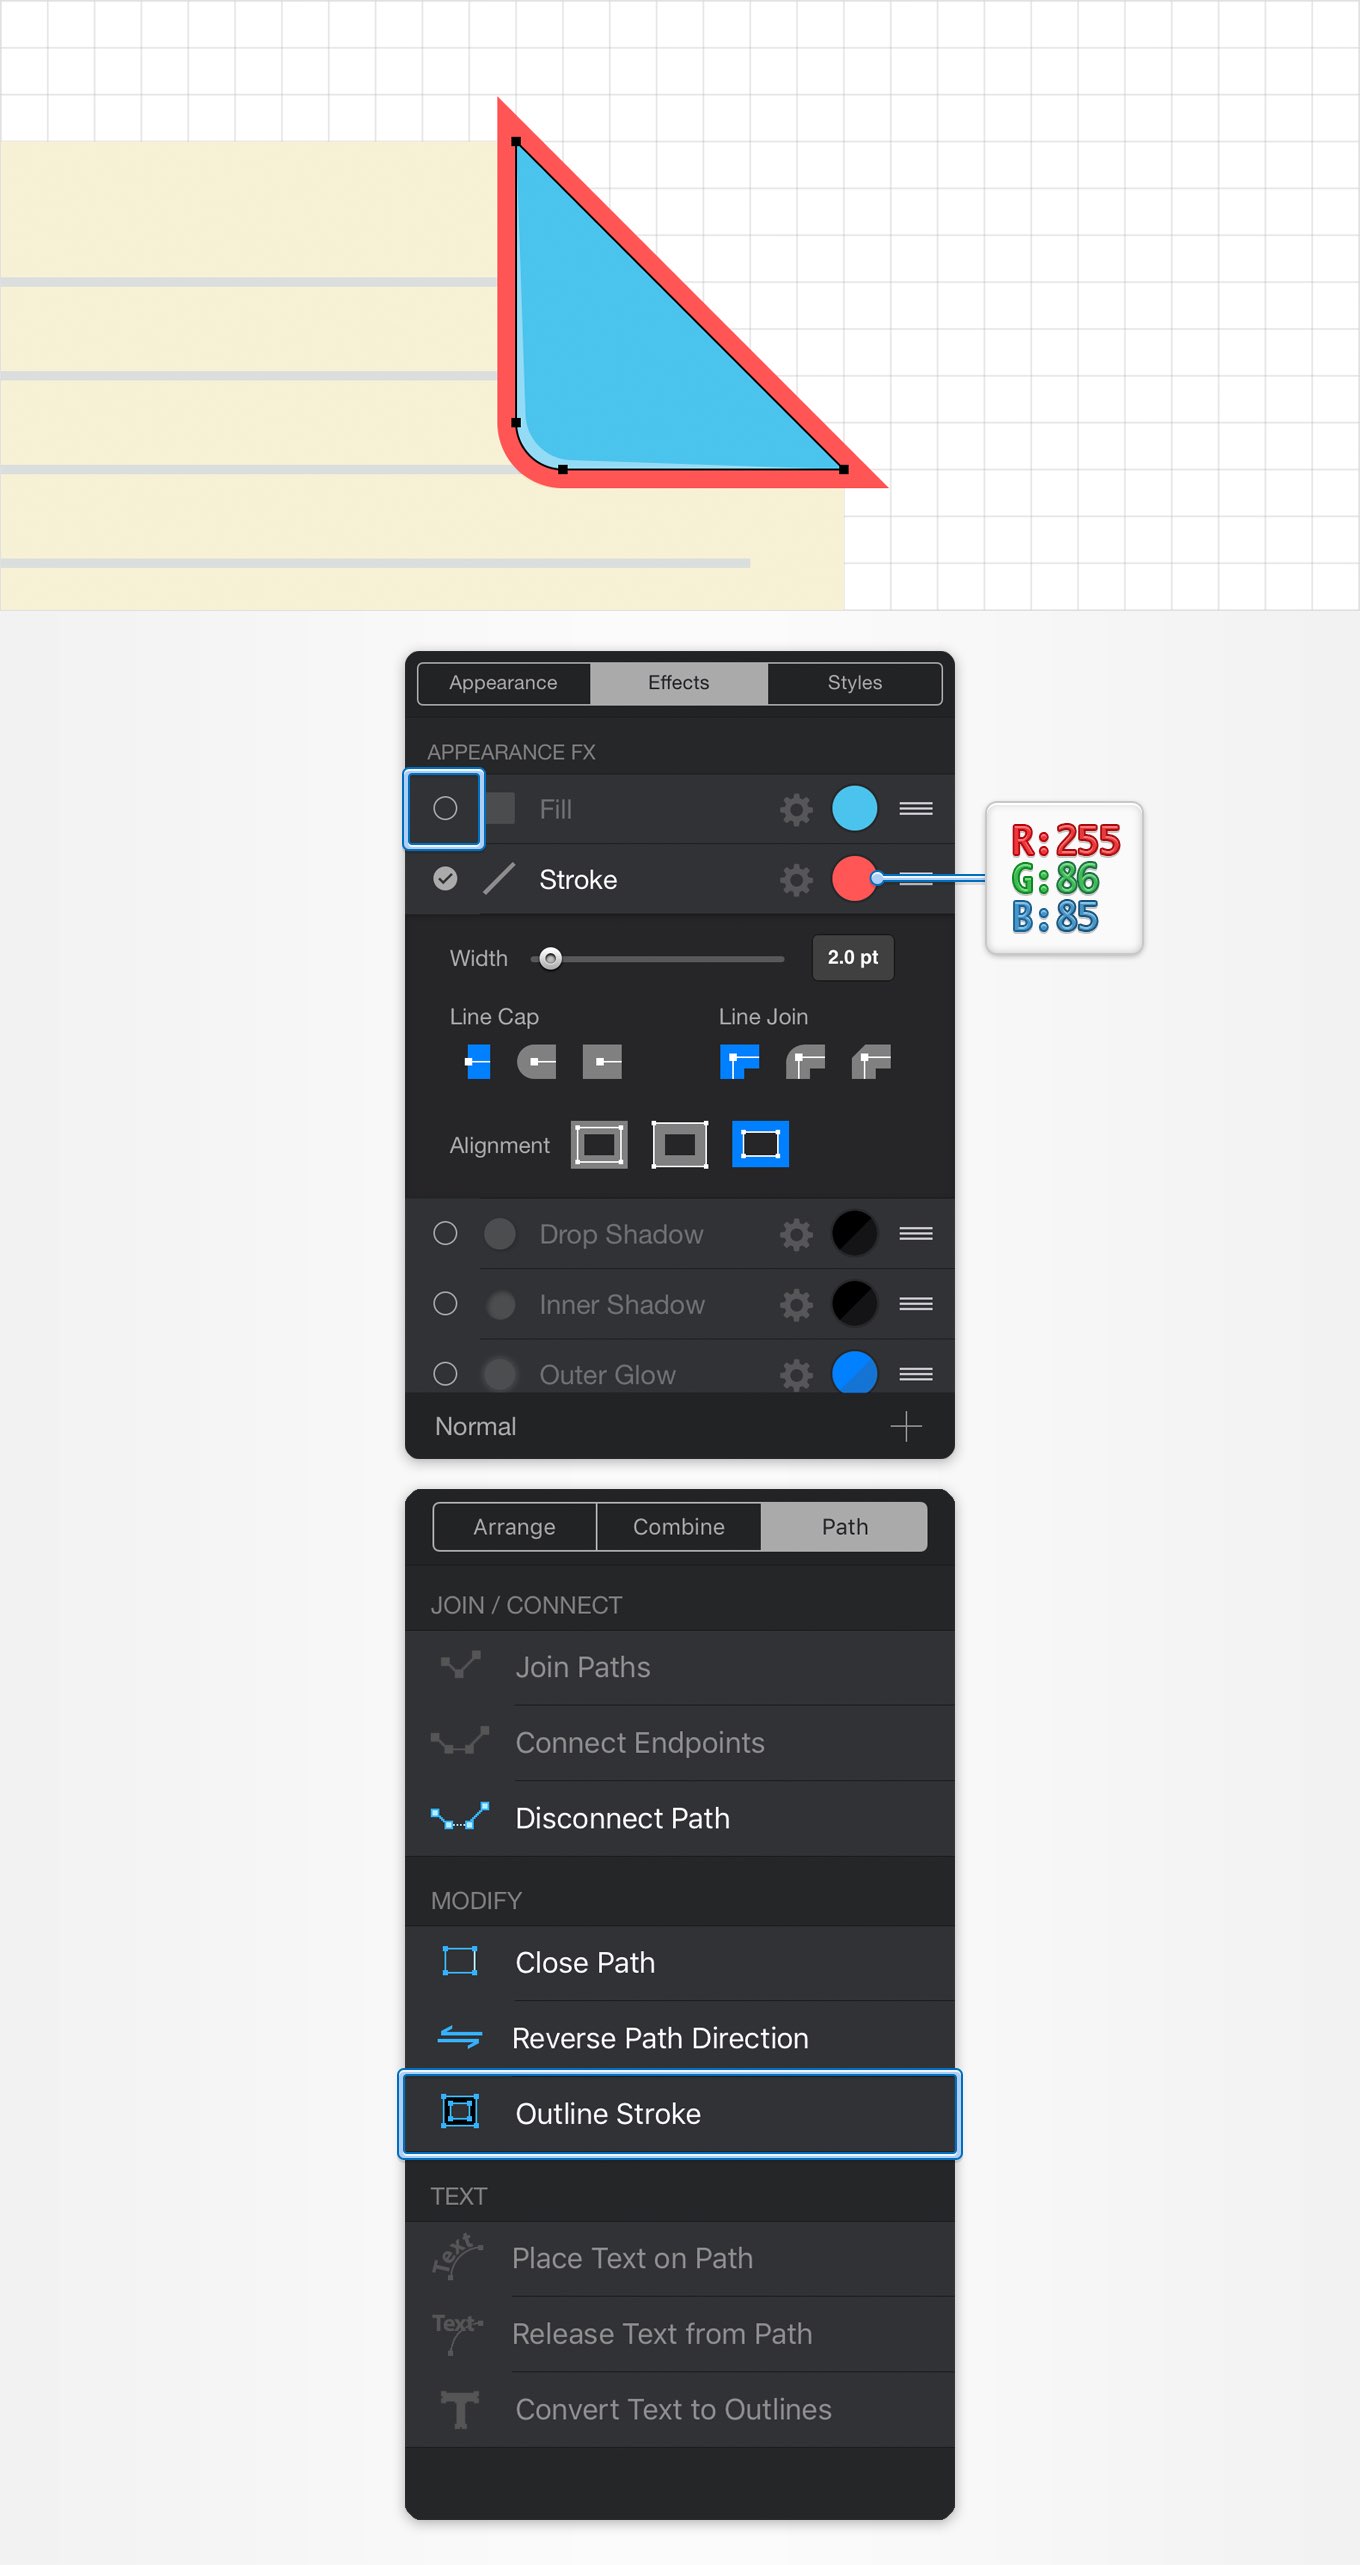 Appearance
Effects
Styles
APPEARANCE FX
Fill
Stroke
R:255
G:86
B:85
Width
2.0 pt
Line Cap
Line Join
Alignment
Drop Shadow
Inner Shadow
Outer Glow
Normal
Arrange
Combine
Path
JOIN / CONNECT
Join Paths
Connect Endpoints
Disconnect Path
MODIFY
Close Path
Reverse Path Direction
Outline Stroke
TEXT
Text
Place Text on Path
Text
Release Text from Path
T
Convert Text to Outlines